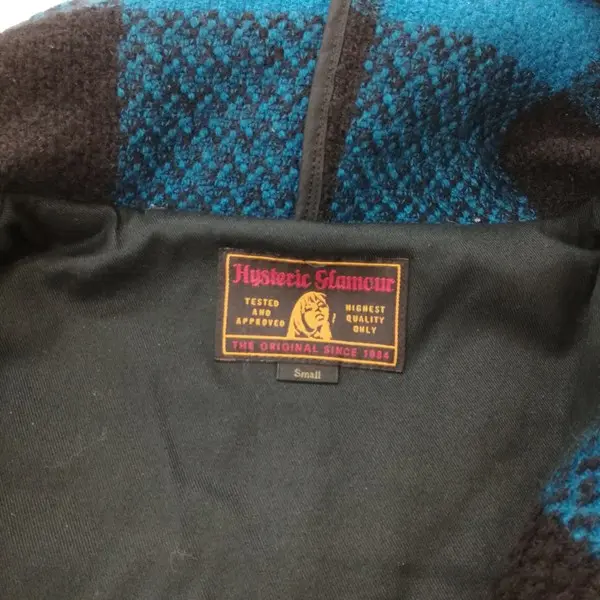 Hysteric Glamour
TESTED
AND
APPROVED
HIGHEST
QUALITY
ONLY
THE ORIGINAL SINCE 1984
Small